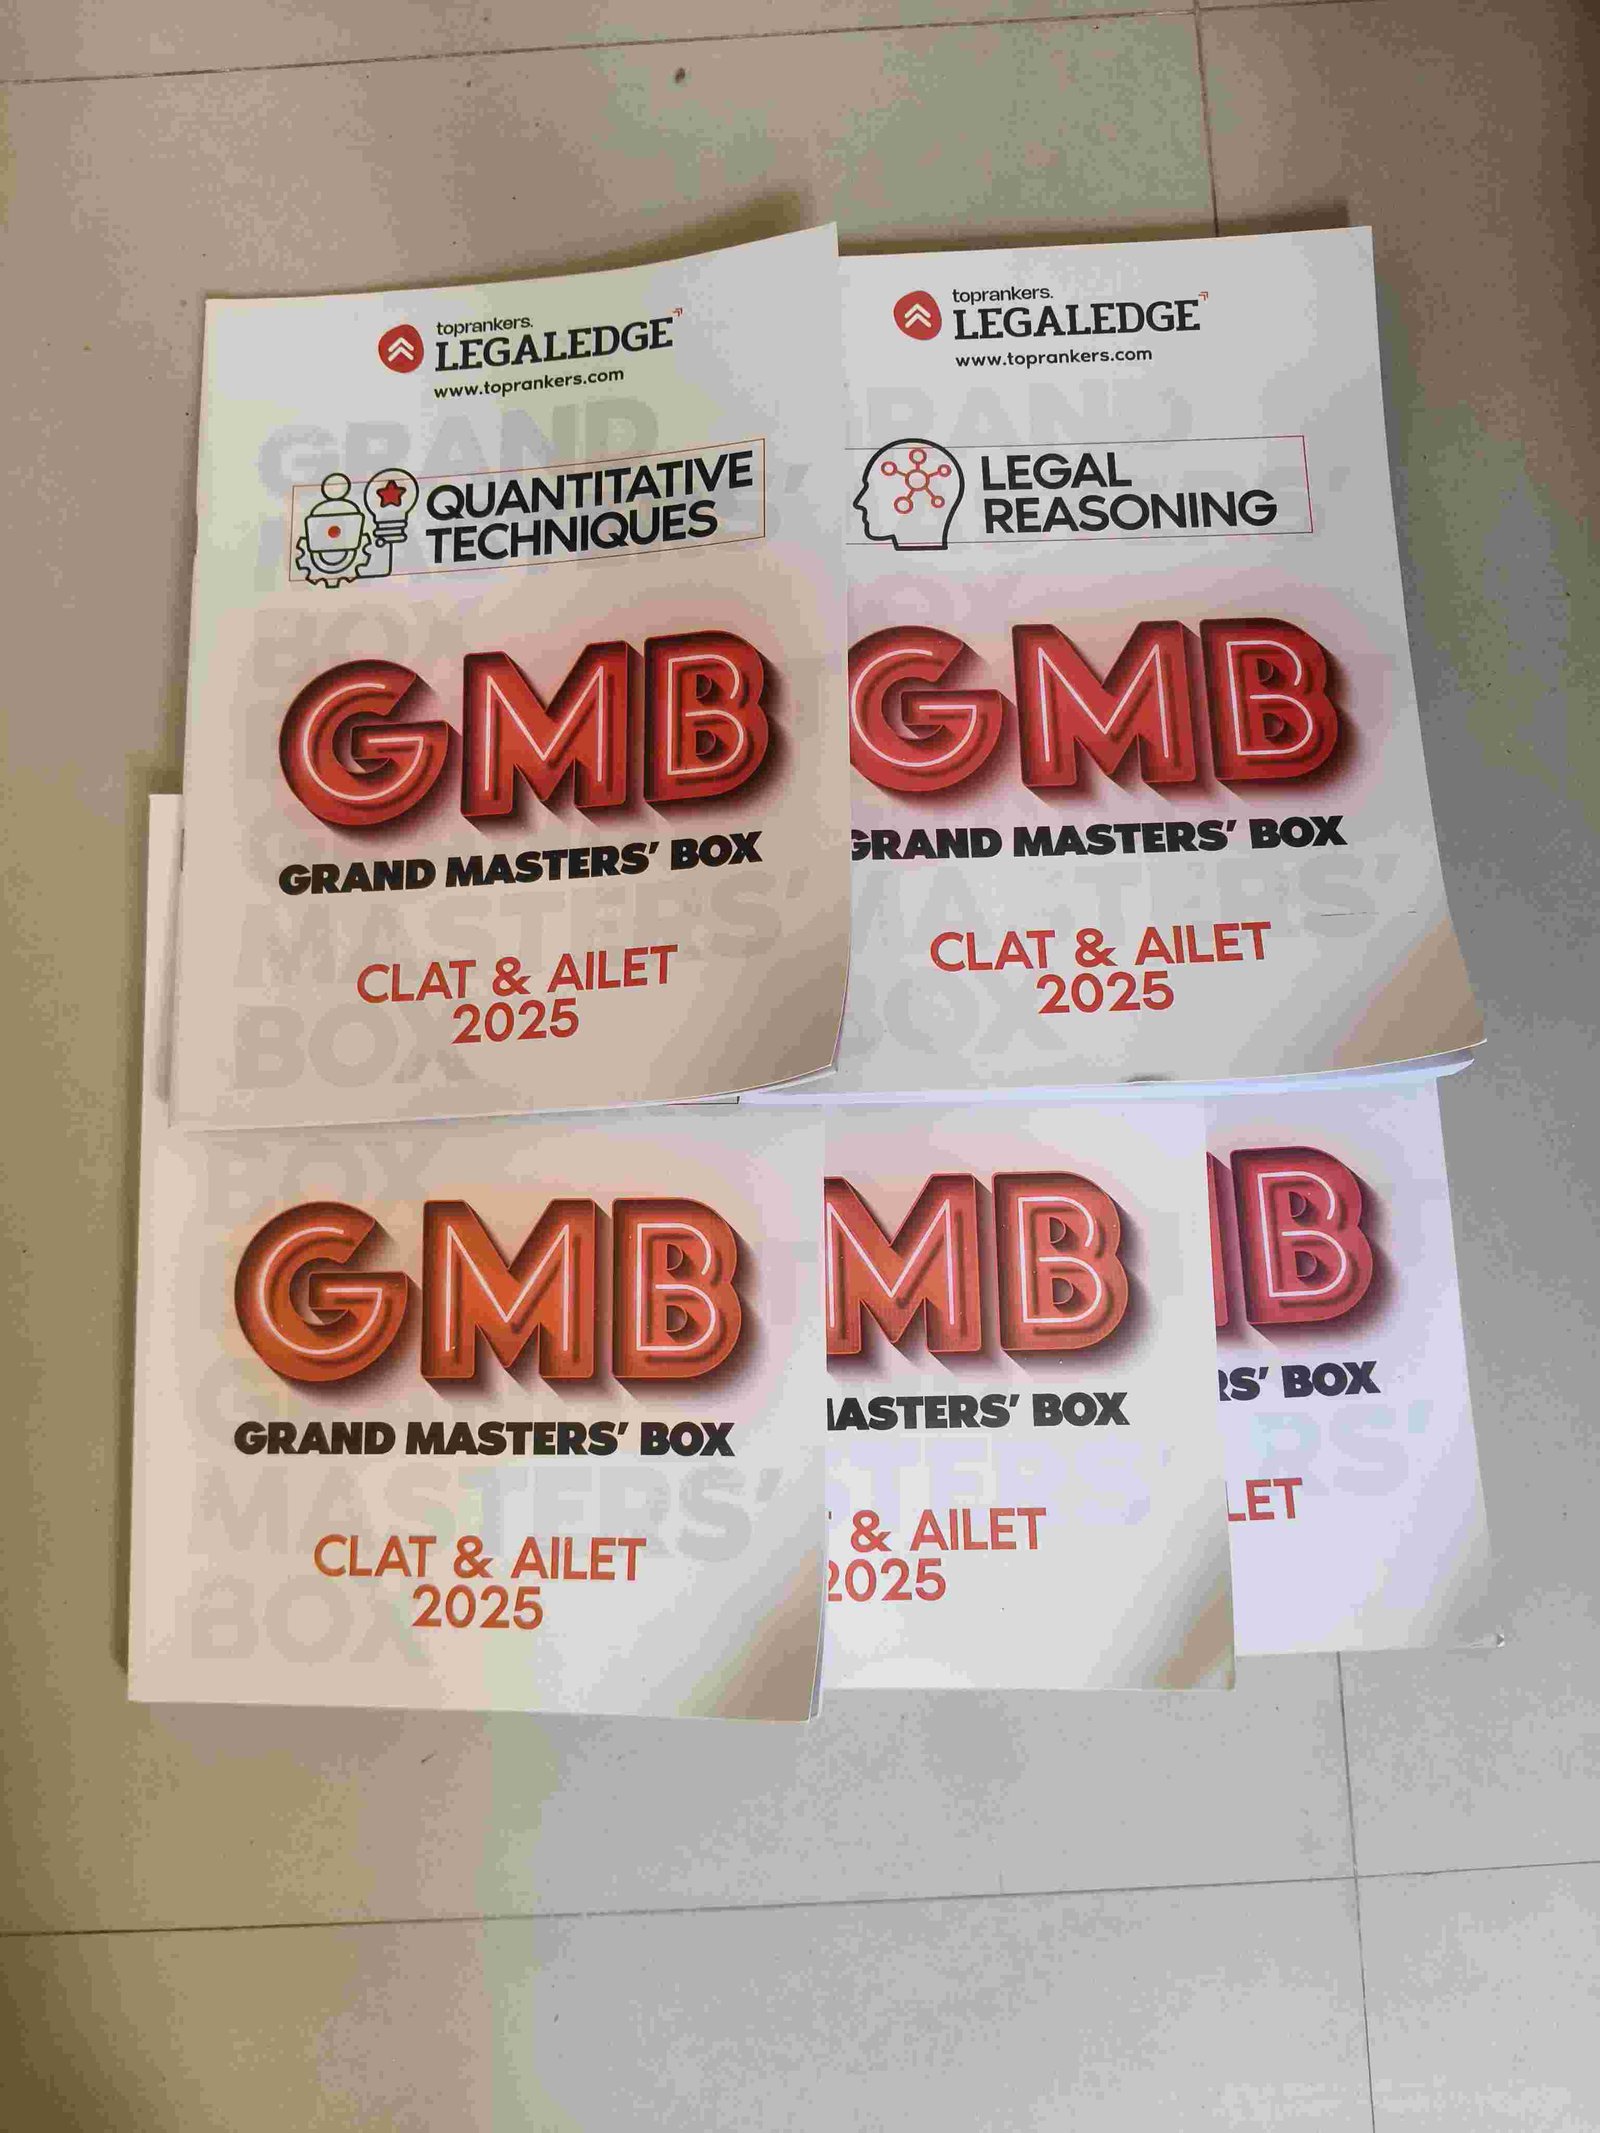 toprankers.
LEGALEDGE
www.toprankers.com
QUANTITATIVE
TECHNIQUES
GMB
GRAND MASTERS' BOX
CLAT & AILET
2025
toprankers.
LEGALEDGE
www.toprankers.com
LEGAL
REASONING
GMB
GRAND MASTERS' BOX
CLAT & AILET
2025
GMB
GRAND MASTERS' BOX
CLAT & AILET
2025
MB
MASTERS' BOX
& AILET
2025
B
RS' BOX
LET